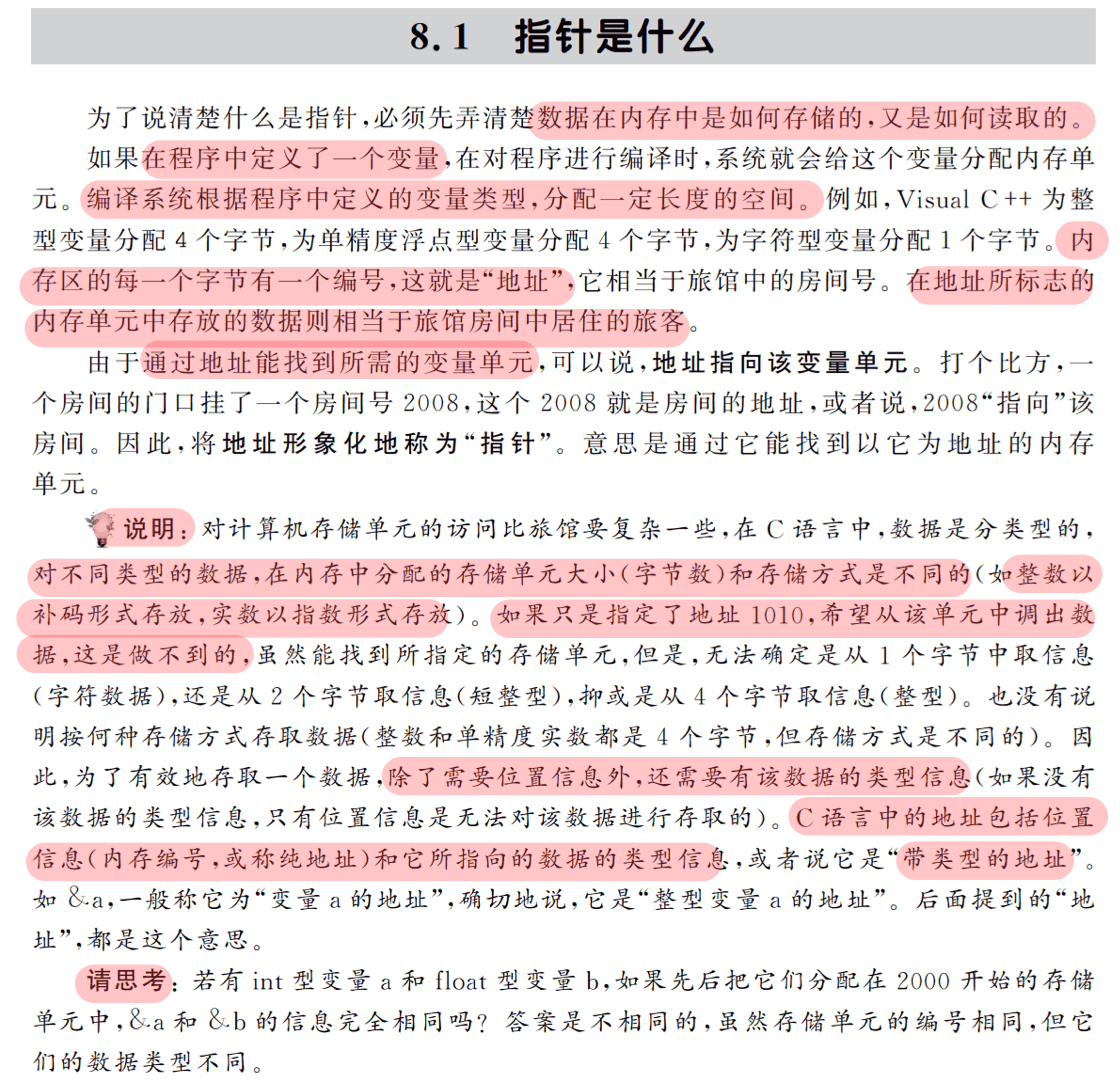 8.1 指针是什么
为了说清楚什么是指针,必须先弄清楚数据在内存中是如何存储的,又是如何读取的。
如果在程序中定义了一个变量,在对程序进行编译时,系统就会给这个变量分配内存单
元。编译系统根据程序中定义的变量类型,分配一定长度的空间。例如,Visual C++为整
型变量分配4个字节,为单精度浮点型变量分配4个字节,为字符型变量分配1个字节。内
存区的每一个字节有一个编号,这就是“地址”,它相当于旅馆中的房间号。在地址所标志的
内存单元中存放的数据则相当于旅馆房间中居住的旅客。
由于通过地址能找到所需的变量单元,可以说,地址指向该变量单元。打个比方,一
个房间的门口挂了一个房间号2008,这个2008就是房间的地址,或者说,2008“指向”该
房间。因此,将地址形象化地称为“指针”。意思是通过它能找到以它为地址的内存
单元。
说明:对计算机存储单元的访问比旅馆要复杂一些,在C语言中,数据是分类型的,
对不同类型的数据,在内存中分配的存储单元大小(字节数)和存储方式是不同的(如整数以
补码形式存放,实数以指数形式存放)。如果只是指定了地址1010,希望从该单元中调出数
据,这是做不到的,虽然能找到所指定的存储单元,但是,无法确定是从1个字节中取信息
(字符数据),还是从2个字节取信息(短整型),抑或是从4个字节取信息(整型)。也没有说
明按何种存储方式存取数据(整数和单精度实数都是4个字节,但存储方式是不同的)。因
此,为了有效地存取一个数据,除了需要位置信息外,还需要有该数据的类型信息(如果没有
该数据的类型信息,只有位置信息是无法对该数据进行存取的)。C语言中的地址包括位置
信息(内存编号,或称纯地址)和它所指向的数据的类型信息,或者说它是“带类型的地址”。
如&a,一般称它为“变量a的地址”,确切地说,它是“整型变量a的地址”。后面提到的“地
址”,都是这个意思。
请思考:若有int型变量a和float型变量b,如果先后把它们分配在2000开始的存储
单元中,&a和&b的信息完全相同吗?答案是不相同的,虽然存储单元的编号相同,但它
们的数据类型不同。